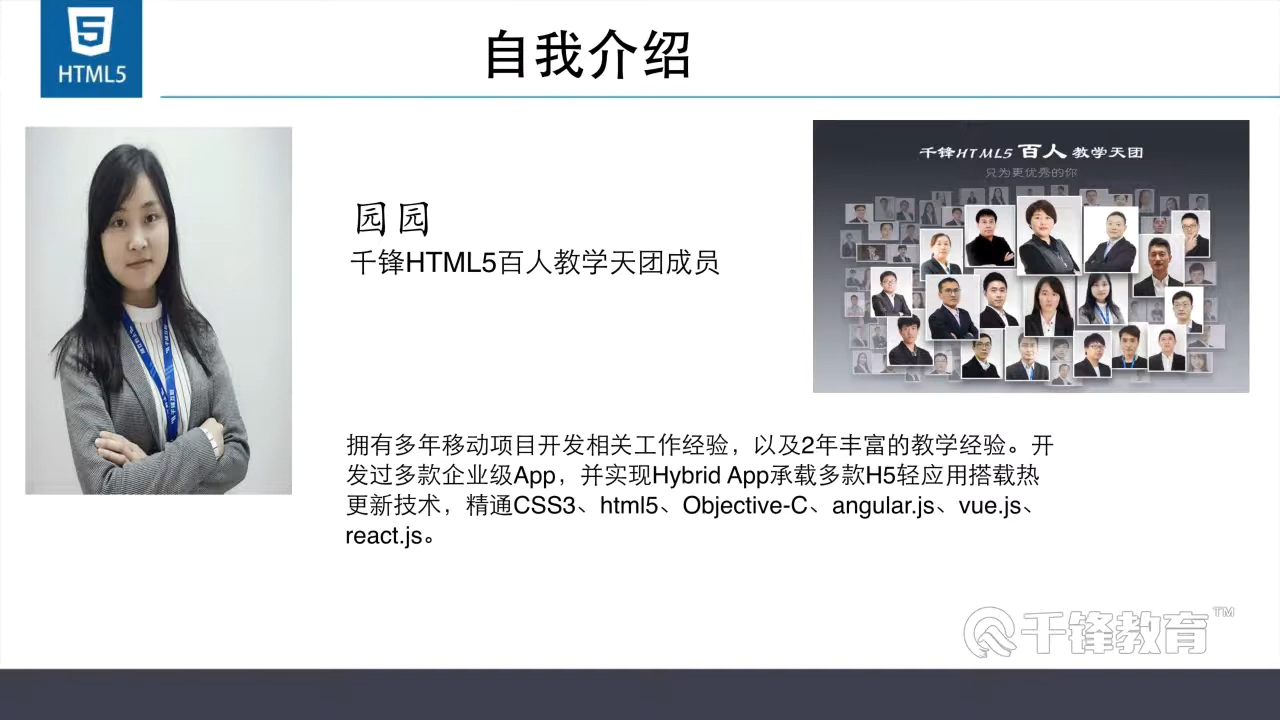 5
HTML5
自我介绍
千锋HTML5 百人 教学天团
只为更优秀的你
园园
千锋HTML5百人教学天团成员
拥有多年移动项目开发相关工作经验，以及2年丰富的教学经验。开
发过多款企业级App，并实现Hybrid App承载多款H5轻应用搭载热
更新技术，精通CSS3、html5、Objective-C、angular.js、vue.js、
react.js。
千锋教育™